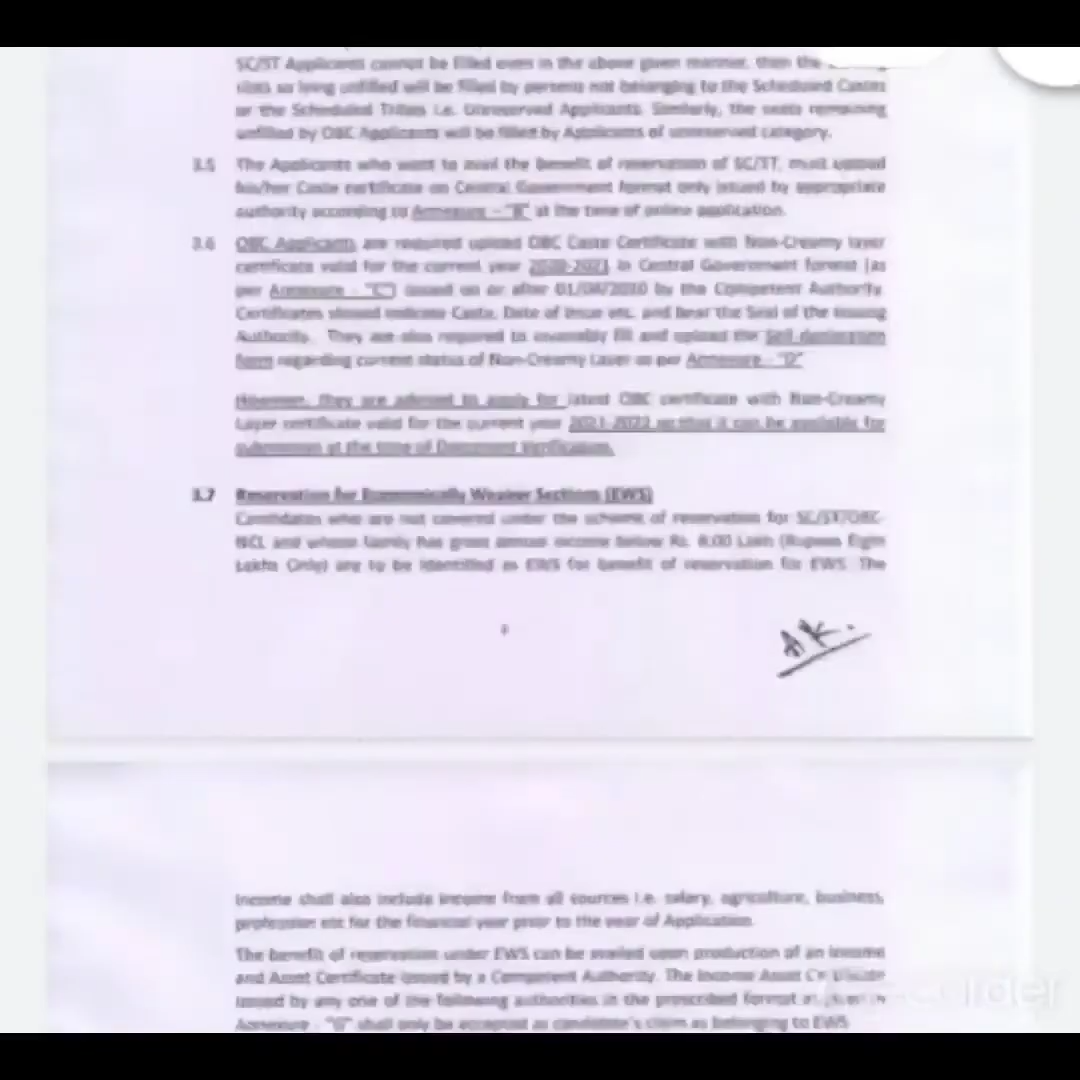 SC/ST Applicants cannot be filled even in the above given manner, then the
slots so lying unfilled will be filled by persons not belonging to the Scheduled Castes
or the Scheduled Tribes i.e. Unreserved Applicants. Similarly, the seats remaining
unfilled by OBC Applicants will be filled by Applicants of unreserved category.
3.5 The Applicants who want to avail the benefit of reservation of SC/ST, must upload
his/her Caste certificate on Central Government format only issued by appropriate
authority according to Annexure - "B" at the time of online application.
3.6 OBC Applicants are required upload OBC Caste Certificate with Non-Creamy layer
certificate valid for the current year 2020-2021 in Central Government format (as
per Annexure - "C") issued on or after by the Competent Authority.
Certificates should indicate Caste, Date of Issue etc. and bear the Seal of the Issuing
Authority. They are also required to invariably fill and upload the Self declaration
form regarding current status of Non-Creamy Layer as per Annexure - "D"
However, they are advised to apply for latest OBC certificate with Non-Creamy
Layer certificate valid for the current year 2021-2022 so that it can be available for
submission at the time of Document Verification.
3.7 Reservation for Economically Weaker Sections (EWS)
Candidates who are not covered under the scheme of reservation for SC/ST/OBC-
NCL and whose family has gross annual income below Rs. 8.00 Lakh (Rupees Eight
Lakhs Only) are to be identified as EWS for benefit of reservation for EWS. The
AK.
Income shall also include income from all sources i.e. salary, agriculture, business,
profession etc for the financial year prior to the year of Application.
The benefit of reservation under EWS can be availed upon production of an Income
and Asset Certificate issued by a Competent Authority. The Income Asset Certificate
issued by any one of the following authorities in the prescribed format as given in
Annexure - shall only be accepted as candidate's claim as belonging to EWS